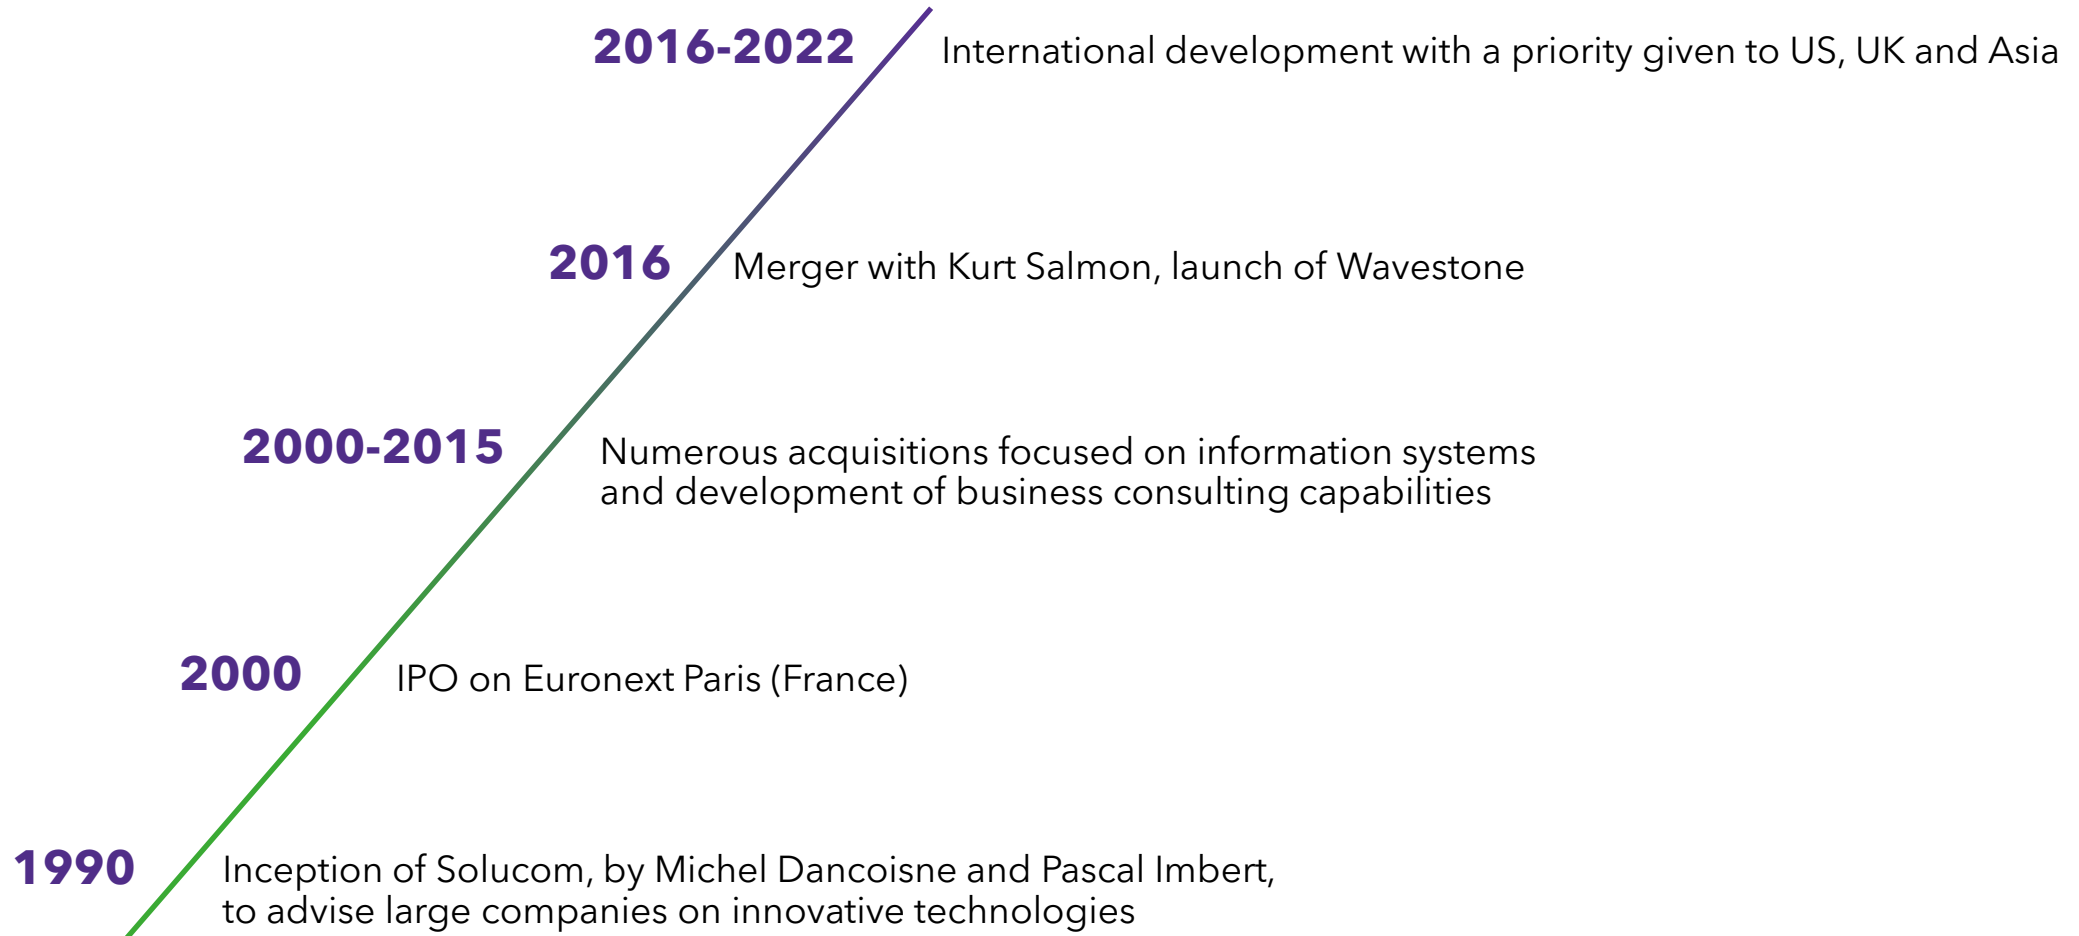 2016-2022
International development with a priority given to US, UK and Asia
2016
Merger with Kurt Salmon, launch of Wavestone
2000-2015
Numerous acquisitions focused on information systems
and development of business consulting capabilities
2000
IPO on Euronext Paris (France)
1990
Inception of Solucom, by Michel Dancoisne and Pascal Imbert,
to advise large companies on innovative technologies